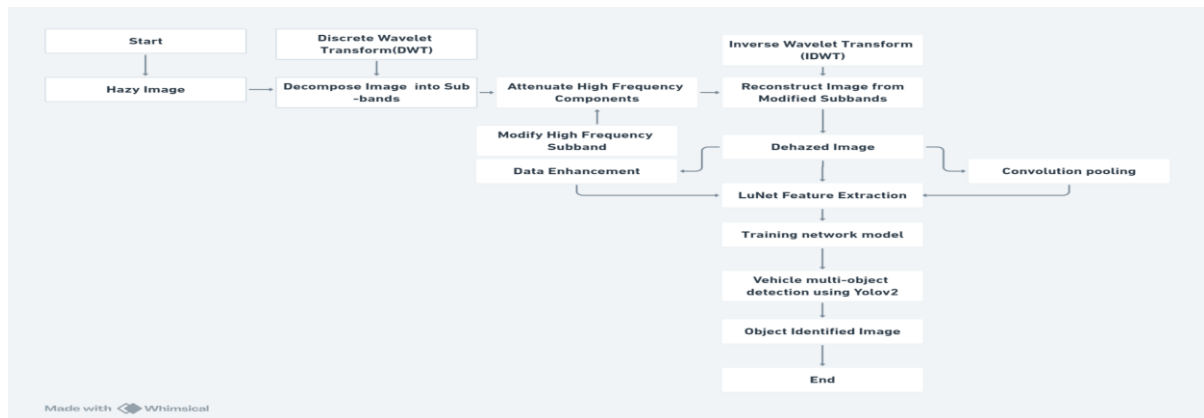 Start
Hazy Image
Discrete Wavelet
Transform(DWT)
Decompose Image into Sub
-bands
Attenuate High Frequency
Components
Modify High Frequency
Subband
Inverse Wavelet Transform
(IDWT)
Reconstruct Image from
Modified Subbands
Dehazed Image
Data Enhancement
Convolution pooling
LuNet Feature Extraction
Training network model
Vehicle multi-object
detection using Yolov2
Object Identified Image
End
Made with Whimsical